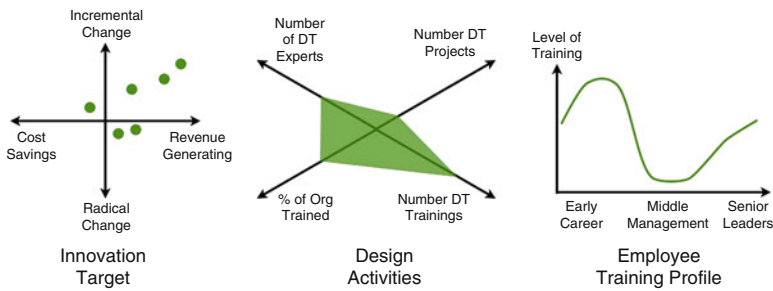 Incremental
Change
Cost
Savings
Revenue
Generating
Radical
Change
Innovation
Target
Number
of DT
Experts
Number DT
Projects
% of Org
Trained
Number DT
Trainings
Design
Activities
Level of
Training
Early
Career
Middle
Management
Senior
Leaders
Employee
Training Profile